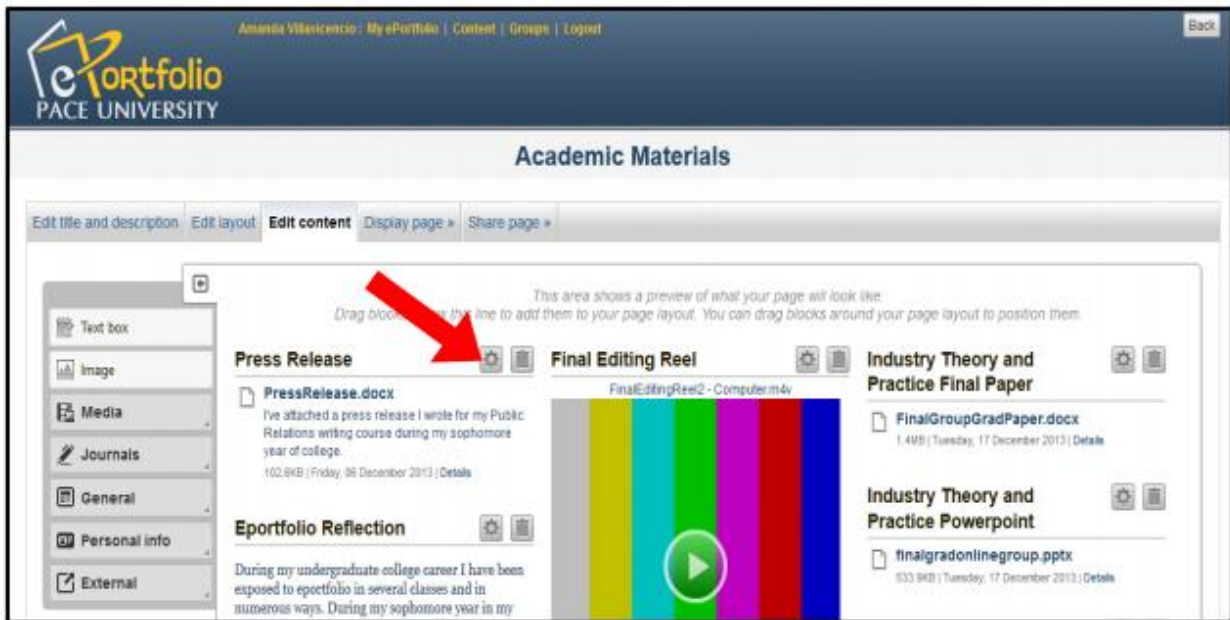 Amanda Villavicencio : My ePortfolio | Content | Groups | Logout
Back
ePortfolio
PACE UNIVERSITY
Academic Materials
Edit title and description Edit layout Edit content Display page » Share page »
This area shows a preview of what your page will look like.
Drag blocks this line to add them to your page layout. You can drag blocks around your page layout to position them.
Text box
Image
Media
Journals
General
Personal info
External
Press Release
PressRelease.docx
I've attached a press release I wrote for my Public
Relations writing course during my sophomore
year of college.
102.6KB | Friday, 06 December 2013 | Details
Eportfolio Reflection
During my undergraduate college career I have been
exposed to eportfolio in several classes and in
numerous ways. During my sophomore year in my
Final Editing Reel
FinalEditingReel2 - Computer.m4v
Industry Theory and
Practice Final Paper
FinalGroupGradPaper.docx
1.4MB | Tuesday, 17 December 2013 | Details
Industry Theory and
Practice Powerpoint
finalgradonlinegroup.pptx
533.9KB | Tuesday, 17 December 2013 | Details